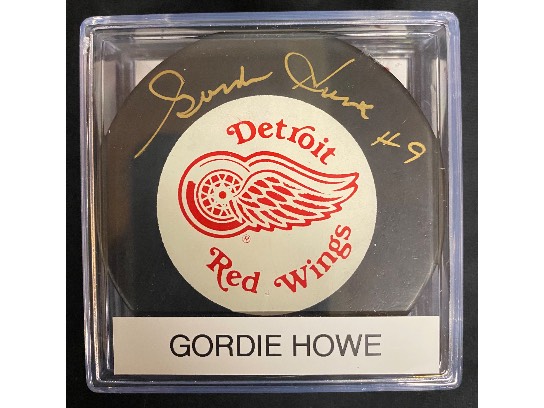 Gordie Howe #9
Detroit
®
Red Wings
GORDIE HOWE